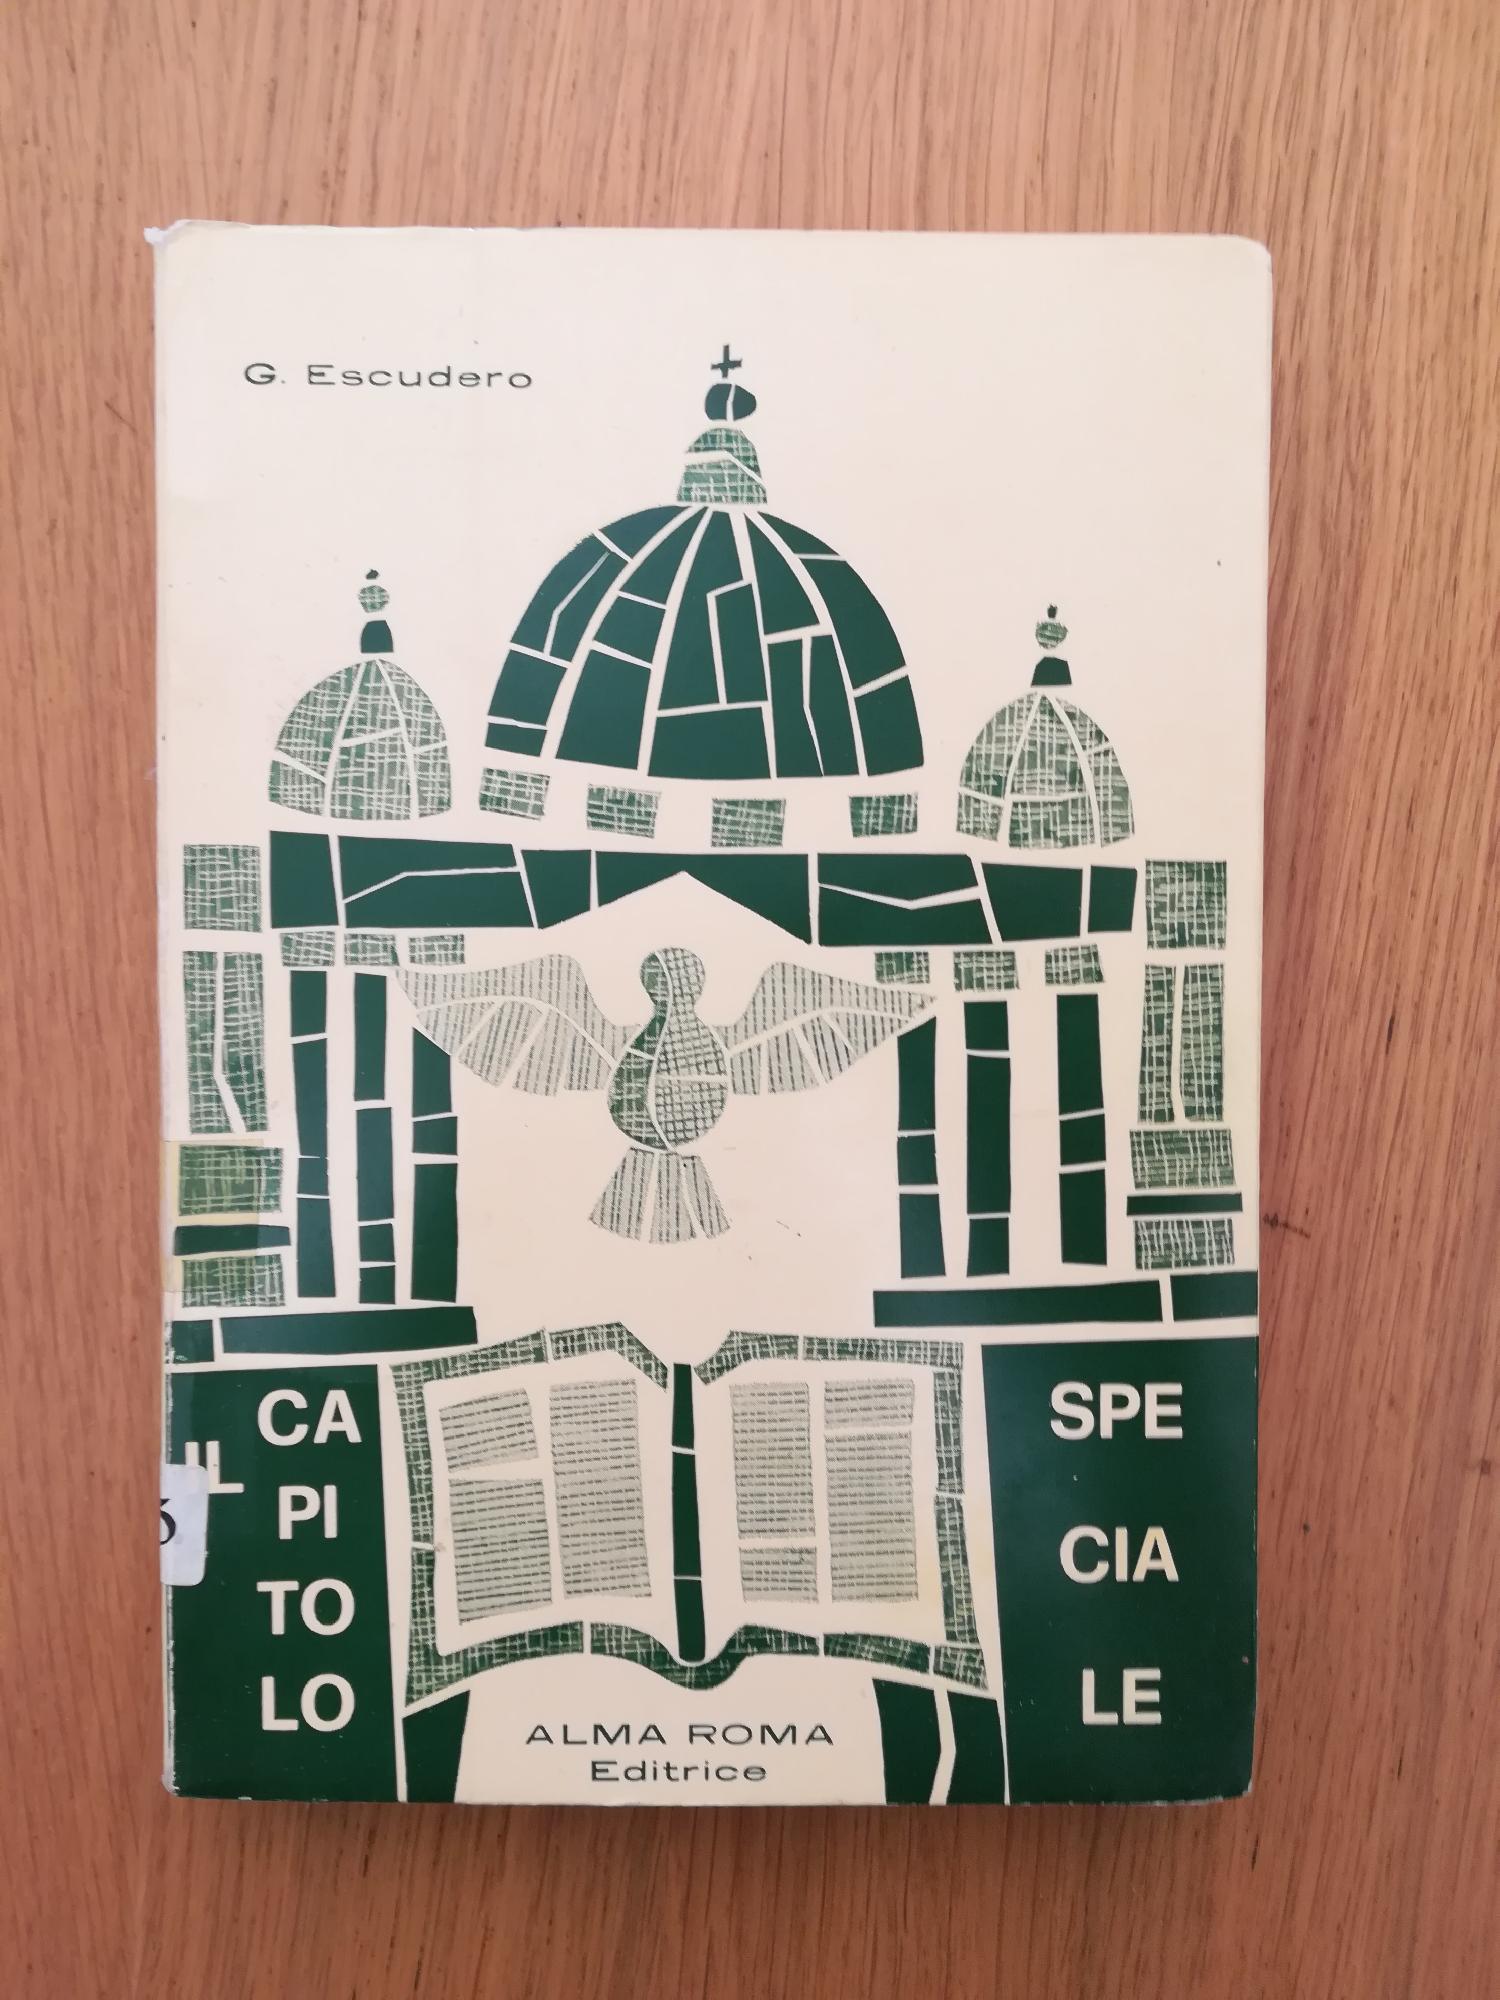 G. Escudero
IL
CA
PI
TO
LO
SPE
CIA
LE
ALMA ROMA
Editrice